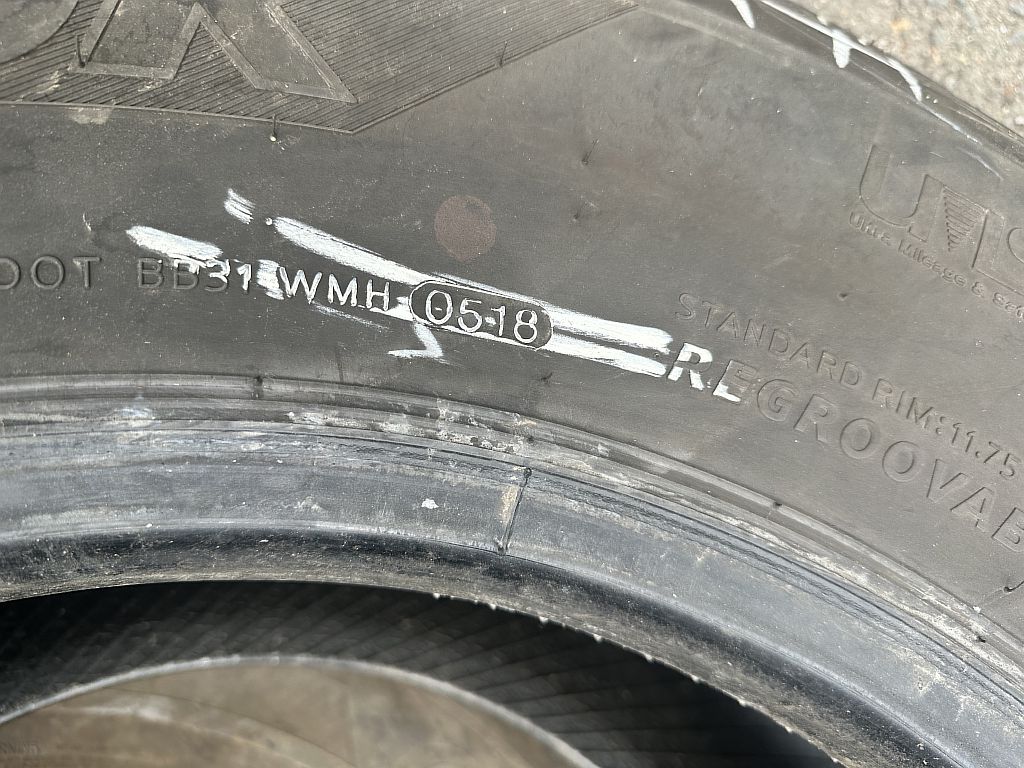 DOT BB31 WMH 0518
STANDARD RIM:11.75
REGROOVAB
Ultra Mileage &